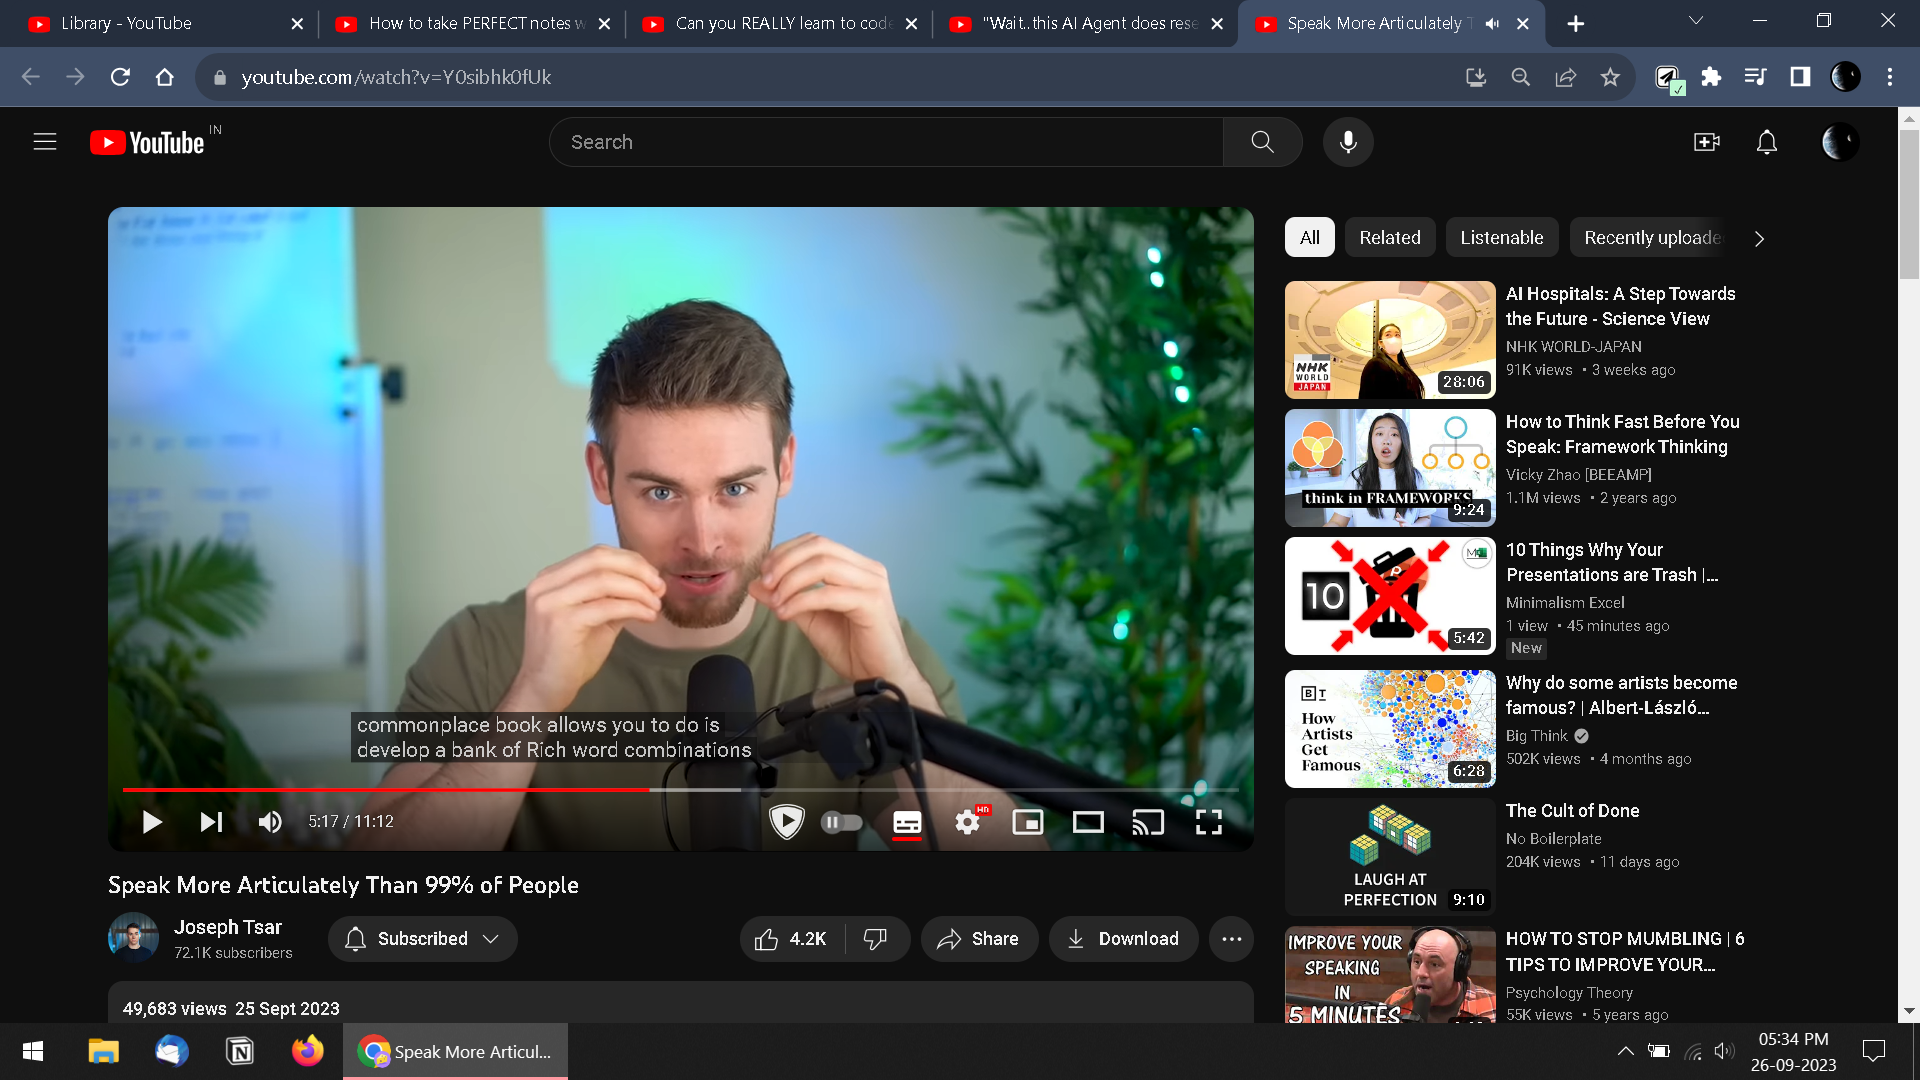 Library - YouTube
How to take PERFECT notes w
Can you REALLY learn to code
"Wait..this AI Agent does rese
Speak More Articulately T
youtube.com/watch?v=Y0sibhk0fUk
YouTube IN
Search
All
Related
Listenable
Recently uploade
AI Hospitals: A Step Towards
the Future - Science View
NHK WORLD-JAPAN
91K views • 3 weeks ago
NHK
WORLD
JAPAN
28:06
How to Think Fast Before You
Speak: Framework Thinking
Vicky Zhao [BEEAMP]
1.1M views • 2 years ago
think in FRAMEWORKS
9:24
10 Things Why Your
Presentations are Trash |...
Minimalism Excel
1 view • 45 minutes ago
New
10
5:42
Why do some artists become
famous? | Albert-László...
Big Think
502K views • 4 months ago
B T
How
Artists
Get
Famous
6:28
The Cult of Done
No Boilerplate
204K views • 11 days ago
LAUGH AT
PERFECTION
9:10
HOW TO STOP MUMBLING | 6
TIPS TO IMPROVE YOUR...
Psychology Theory
55K views • 5 years ago
IMPROVE YOUR
SPEAKING
IN
5 MINUTES
commonplace book allows you to do is
develop a bank of Rich word combinations
5:17 / 11:12
HD
Speak More Articulately Than 99% of People
Joseph Tsar
72.1K subscribers
Subscribed
4.2K
Share
Download
49,683 views 25 Sept 2023
Speak More Articul...
05:34 PM
26-09-2023